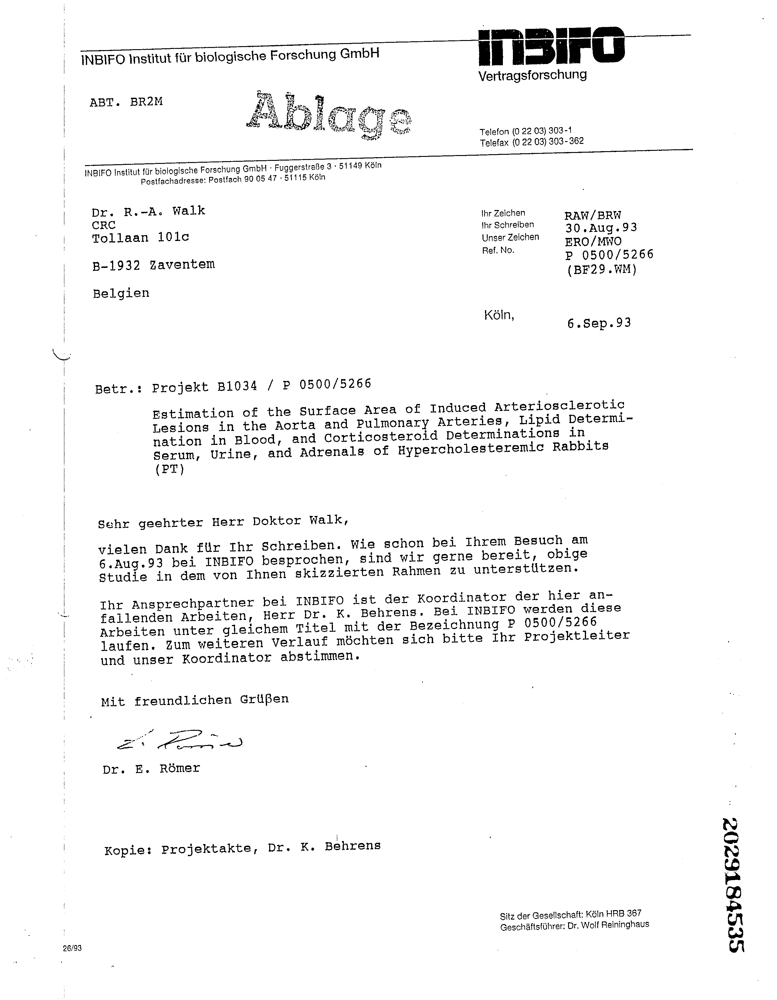 INBIFO Institut für biologische Forschung GmbH
INBIFO
Vertragsforschung
ABT. BR2M
Ablage
Telefon (0 22 03) 303-1
Telefax (0 22 03) 303-362
INBIFO Institut für biologische Forschung GmbH · Fuggerstraße 3 · 51149 Köln
Postfachadresse: Postfach 90 05 47 · 51115 Köln
Dr. R.-A. Walk
CRC
Tollaan 101c
B-1932 Zaventem
Belgien
Ihr Zeichen RAW/BRW
Ihr Schreiben 30.Aug.93
Unser Zeichen ERO/MWO
Ref. No. P 0500/5266
(BF29.WM)
Köln, 6.Sep.93
Betr.: Projekt B1034 / P 0500/5266
Estimation of the Surface Area of Induced Arteriosclerotic
Lesions in the Aorta and Pulmonary Arteries, Lipid Determi-
nation in Blood, and Corticosteroid Determinations in
Serum, Urine, and Adrenals of Hypercholesteremic Rabbits
(PT)
Sehr geehrter Herr Doktor Walk,
vielen Dank für Ihr Schreiben. Wie schon bei Ihrem Besuch am
6.Aug.93 bei INBIFO besprochen, sind wir gerne bereit, obige
Studie in dem von Ihnen skizzierten Rahmen zu unterstützen.
Ihr Ansprechpartner bei INBIFO ist der Koordinator der hier an-
fallenden Arbeiten, Herr Dr. K. Behrens. Bei INBIFO werden diese
Arbeiten unter gleichem Titel mit der Bezeichnung P 0500/5266
laufen. Zum weiteren Verlauf möchten sich bitte Ihr Projektleiter
und unser Koordinator abstimmen.
Mit freundlichen Grüßen
Dr. E. Römer
Kopie: Projektakte, Dr. K. Behrens
Sitz der Gesellschaft: Köln HRB 367
Geschäftsführer: Dr. Wolf Reininghaus
26/93
2029184535